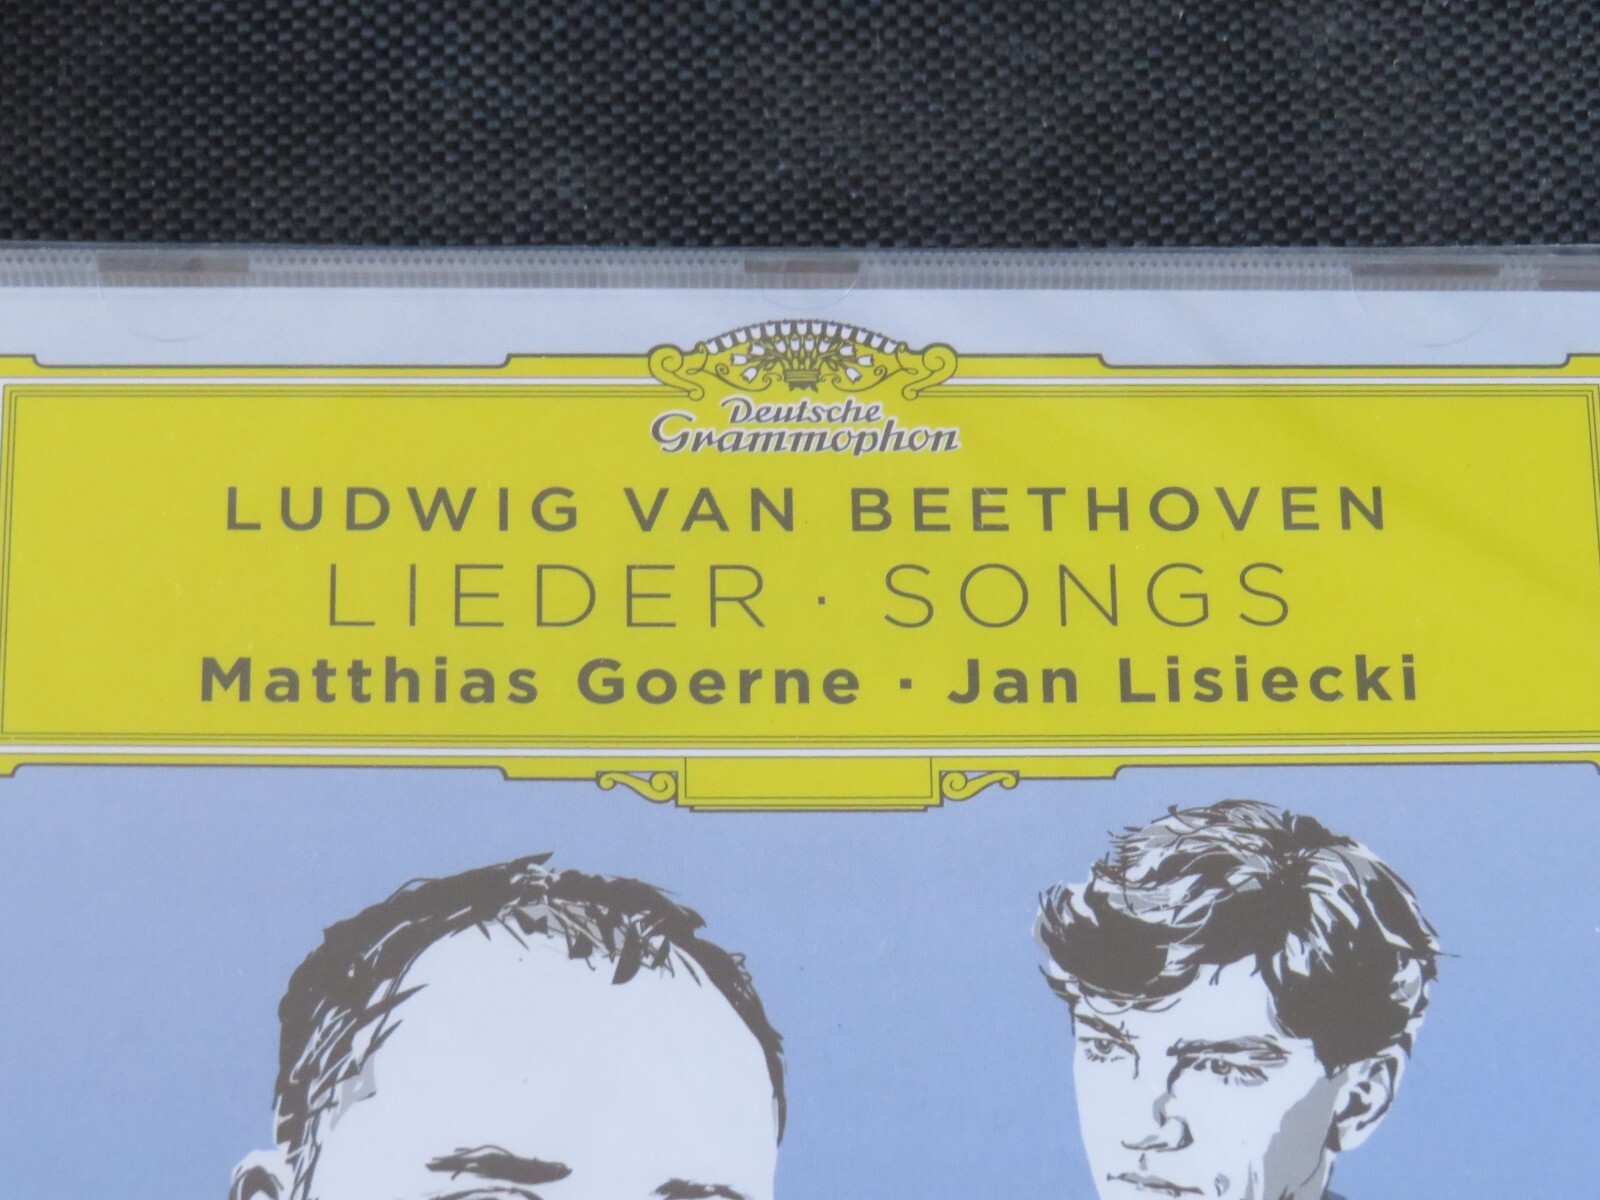 Deutsche
Grammophon
LUDWIG VAN BEETHOVEN
LIEDER · SONGS
Matthias Goerne · Jan Lisiecki